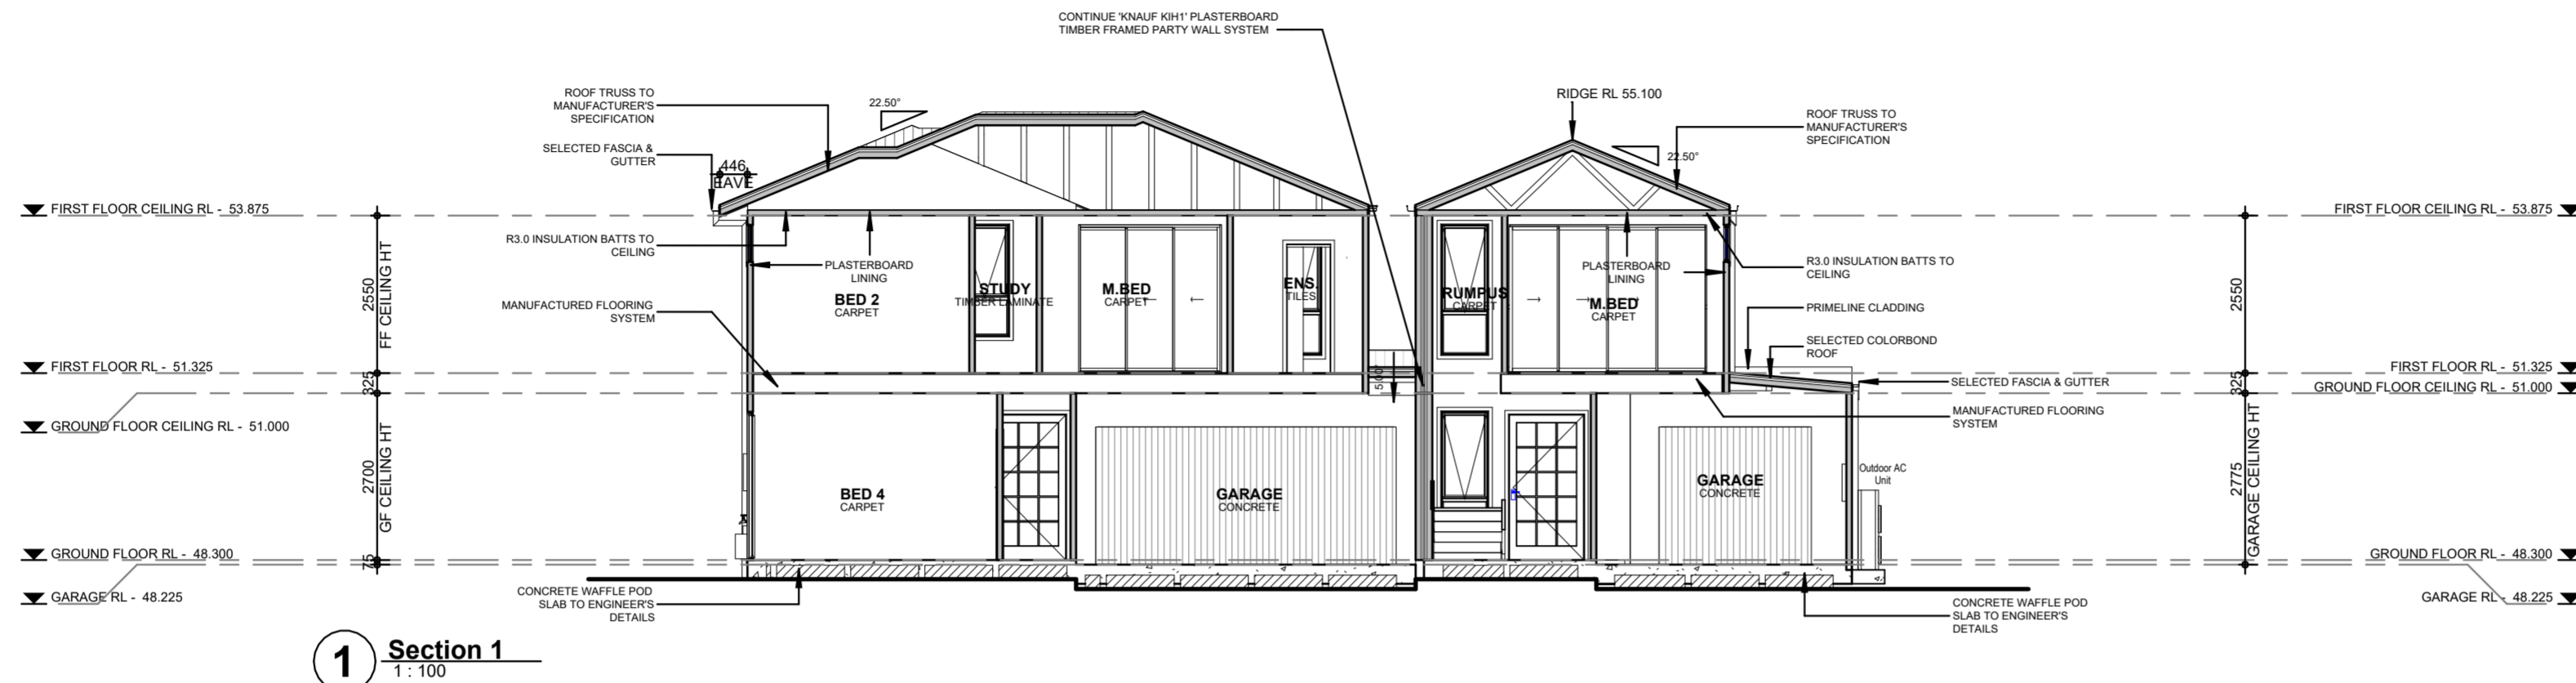 CONTINUE 'KNAUF KIH1' PLASTERBOARD
TIMBER FRAMED PARTY WALL SYSTEM
ROOF TRUSS TO
MANUFACTURER'S
SPECIFICATION
22.50°
RIDGE RL 55.100
ROOF TRUSS TO
MANUFACTURER'S
SPECIFICATION
SELECTED FASCIA &
GUTTER
446
EAVE
22.50°
FIRST FLOOR CEILING RL - 53.875
FIRST FLOOR CEILING RL - 53.875
R3.0 INSULATION BATTS TO
CEILING
PLASTERBOARD
LINING
PLASTERBOARD
LINING
R3.0 INSULATION BATTS TO
CEILING
2550
FF CEILING HT
BED 2
CARPET
STUDY
TIMBER LAMINATE
M.BED
CARPET
ENS.
TILES
RUMPUS
CARPET
M.BED
CARPET
2550
MANUFACTURED FLOORING
SYSTEM
PRIMELINE CLADDING
SELECTED COLORBOND
ROOF
FIRST FLOOR RL - 51.325
FIRST FLOOR RL - 51.325
325
5.00°
SELECTED FASCIA & GUTTER
325
GROUND FLOOR CEILING RL - 51.000
GROUND FLOOR CEILING RL - 51.000
MANUFACTURED FLOORING
SYSTEM
2700
GF CEILING HT
BED 4
CARPET
GARAGE
CONCRETE
GARAGE
CONCRETE
Outdoor AC
Unit
2775
GARAGE CEILING HT
GROUND FLOOR RL - 48.300
75
GROUND FLOOR RL - 48.300
GARAGE RL - 48.225
GARAGE RL - 48.225
CONCRETE WAFFLE POD
SLAB TO ENGINEER'S
DETAILS
CONCRETE WAFFLE POD
SLAB TO ENGINEER'S
DETAILS
1
Section 1
1 : 100